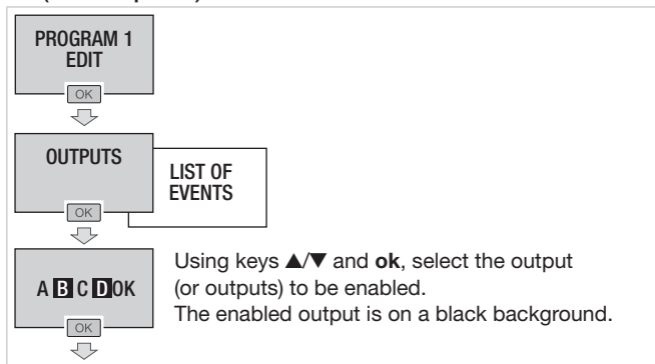 PROGRAM 1
EDIT
OK
OUTPUTS
LIST OF
EVENTS
OK
A B C D OK
OK
Using keys ▲/▼ and ok, select the output
(or outputs) to be enabled.
The enabled output is on a black background.